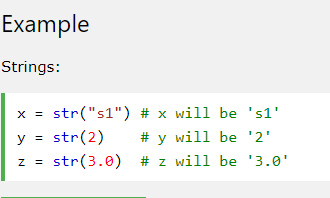 Example
Strings:
x = str("s1") # x will be 's1'
y = str(2)    # y will be '2'
z = str(3.0)  # z will be '3.0'